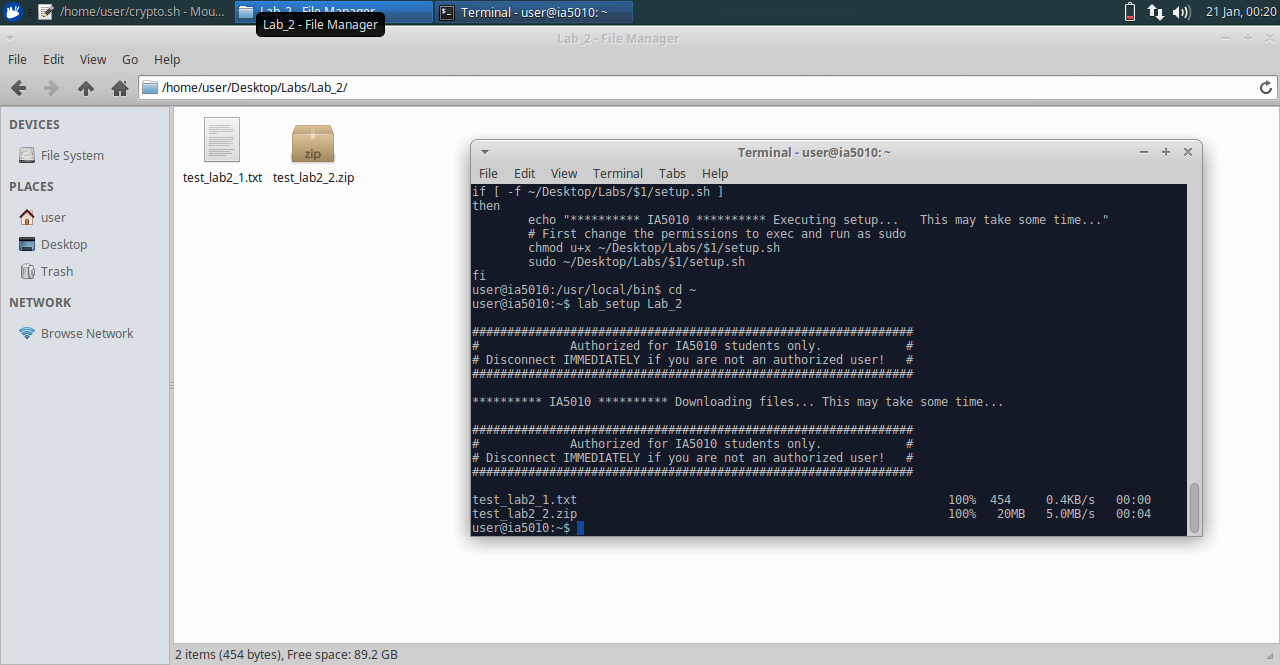 /home/user/crypto.sh - Mou...
Lab_2 - File Manager
Terminal - user@ia5010: ~
21 Jan, 00:20
Lab_2 - File Manager
Lab_2 - File Manager
File Edit View Go Help
/home/user/Desktop/Labs/Lab_2/
DEVICES
File System
PLACES
user
Desktop
Trash
NETWORK
Browse Network
zip
test_lab2_1.txt
test_lab2_2.zip
Terminal - user@ia5010: ~
File Edit View Terminal Tabs Help
if [ -f ~/Desktop/Labs/$1/setup.sh ]
then
        echo "********** IA5010 ********** Executing setup...   This may take some time..."
        # First change the permissions to exec and run as sudo
        chmod u+x ~/Desktop/Labs/$1/setup.sh
        sudo ~/Desktop/Labs/$1/setup.sh
fi
user@ia5010:/usr/local/bin$ cd ~
user@ia5010:~$ lab_setup Lab_2
###############################################################
#             Authorized for IA5010 students only.            #
# Disconnect IMMEDIATELY if you are not an authorized user!   #
###############################################################
********** IA5010 ********** Downloading files... This may take some time...
###############################################################
#             Authorized for IA5010 students only.            #
# Disconnect IMMEDIATELY if you are not an authorized user!   #
###############################################################
test_lab2_1.txt 100% 454 0.4KB/s 00:00
test_lab2_2.zip 100% 20MB 5.0MB/s 00:04
user@ia5010:~$
2 items (454 bytes), Free space: 89.2 GB